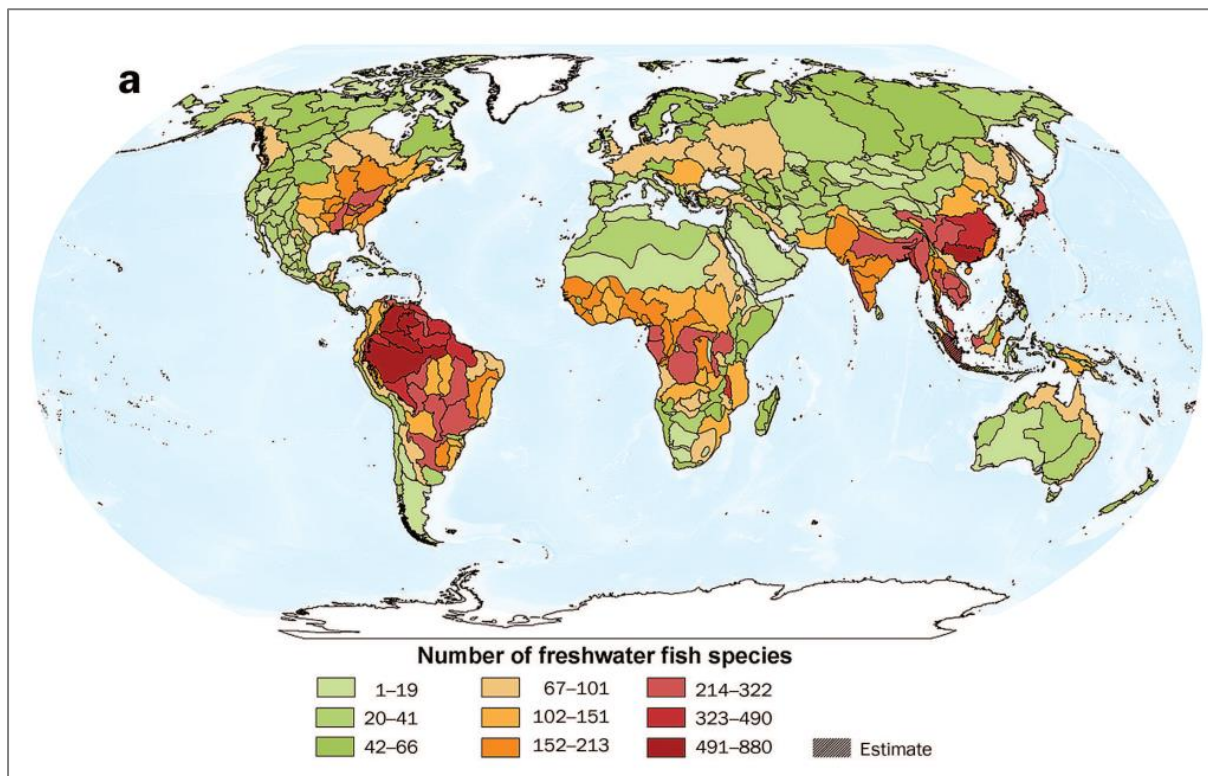 a
Number of freshwater fish species
1–19 67–101 214–322
20–41 102–151 323–490
42–66 152–213 491–880 Estimate